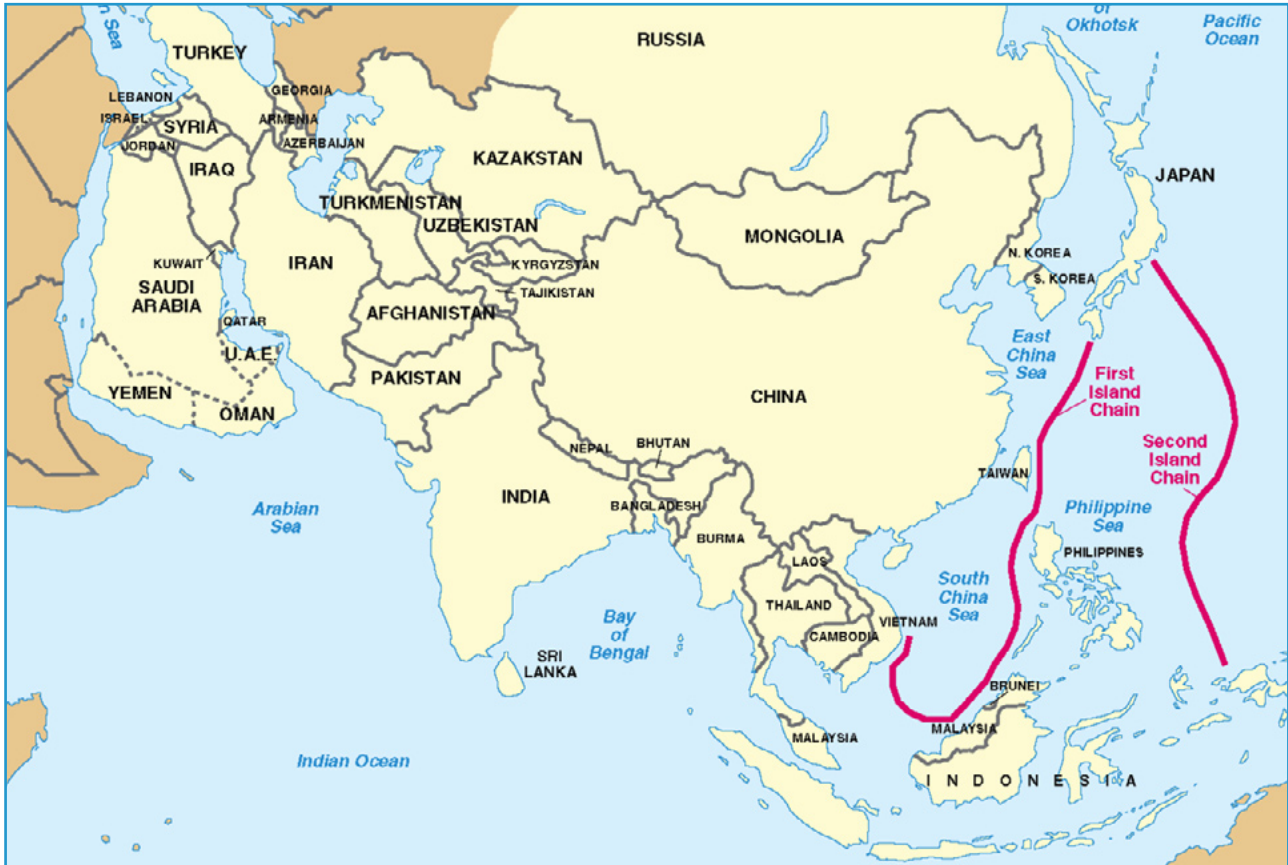 n Sea
TURKEY
LEBANON
ISRAEL
SYRIA
JORDAN
IRAQ
GEORGIA
ARMENIA
AZERBAIJAN
KUWAIT
SAUDI
ARABIA
QATAR
U.A.E.
YEMEN
OMAN
IRAN
RUSSIA
KAZAKSTAN
TURKMENISTAN
UZBEKISTAN
KYRGYZSTAN
TAJIKISTAN
AFGHANISTAN
PAKISTAN
MONGOLIA
CHINA
NEPAL
BHUTAN
INDIA
BANGLADESH
BURMA
LAOS
THAILAND
CAMBODIA
VIETNAM
SRI
LANKA
MALAYSIA
BRUNEI
MALAYSIA
INDONESIA
of
Okhotsk
Pacific
Ocean
JAPAN
N. KOREA
S. KOREA
East
China
Sea
First
Island
Chain
Second
Island
Chain
TAIWAN
Philippine
Sea
PHILIPPINES
South
China
Sea
Arabian
Sea
Bay
of
Bengal
Indian Ocean